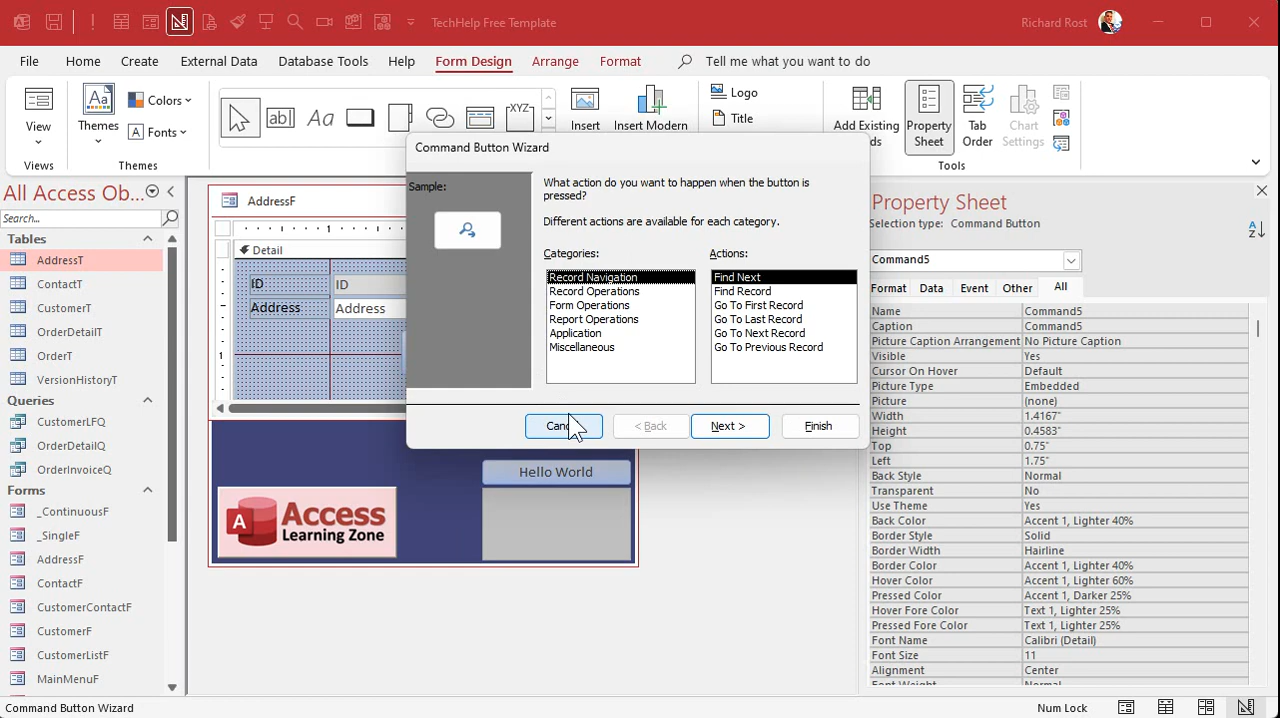 TechHelp Free Template
Richard Rost
File
Home
Create
External Data
Database Tools
Help
Form Design
Arrange
Format
Tell me what you want to do
View
Views
Themes
Colors
Fonts
Themes
Insert
Insert Modern
Logo
Title
Add Existing
Property
Sheet
Tab
Order
Chart
Settings
Tools
All Access Ob...
Search...
Tables
AddressT
ContactT
CustomerT
OrderDetailT
OrderT
VersionHistoryT
Queries
CustomerLFQ
OrderDetailQ
OrderInvoiceQ
Forms
_ContinuousF
_SingleF
AddressF
ContactF
CustomerContactF
CustomerF
CustomerListF
MainMenuF
AddressF
1
Detail
1
ID
ID
Address
Address
Hello World
Access
Learning Zone
Command Button Wizard
Sample:
What action do you want to happen when the button is
pressed?
Different actions are available for each category.
Categories:
Record Navigation
Record Operations
Form Operations
Report Operations
Application
Miscellaneous
Actions:
Find Next
Find Record
Go To First Record
Go To Last Record
Go To Next Record
Go To Previous Record
< Back
Next >
Finish
Property Sheet
Selection type: Command Button
Command5
Format
Data
Event
Other
All
Name Command5
Caption Command5
Picture Caption Arrangement No Picture Caption
Visible Yes
Cursor On Hover Default
Picture Type Embedded
Picture (none)
Width 1.4167"
Height 0.4583"
Top 0.75"
Left 1.75"
Back Style Normal
Transparent No
Use Theme Yes
Back Color Accent 1, Lighter 40%
Border Style Solid
Border Width Hairline
Border Color Accent 1, Lighter 40%
Hover Color Accent 1, Lighter 60%
Pressed Color Accent 1, Darker 25%
Hover Fore Color Text 1, Lighter 25%
Pressed Fore Color Text 1, Lighter 25%
Font Name Calibri (Detail)
Font Size 11
Alignment Center
Command Button Wizard
Num Lock